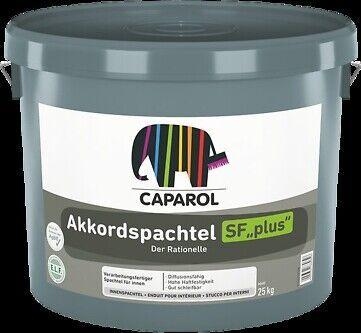 CAPAROL
Akkordspachtel SF„plus“
Der Rationelle
Verarbeitungsfertiger
Spachtel für innen
Diffusionsfähig
Hohe Haftfestigkeit
Gut schleifbar
E.L.F.
25 kg
INNENSPACHTEL • ENDUIT POUR INTÉRIEUR • STUCCO PER INTERNI